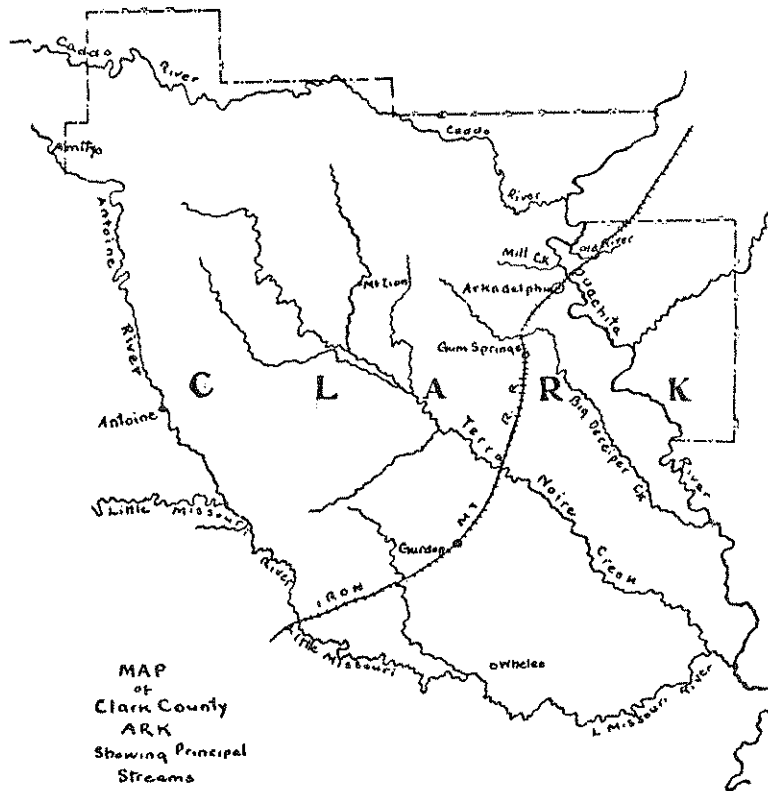 Caddo
River
Caddo
River
Amity
Antoine
River
Mill Ck
Old River
Mt Zion
Arkadelphia
Ouachita
Gum Springs
C L A R K
R. R.
Antoine
Terre
Noire
Creek
Big Deceiper Ck
River
Little Missouri
River
Gurdon
MT
IRON
Little Missouri
Whelen
L Missouri River
MAP
of
Clark County
ARK
Showing Principal
Streams